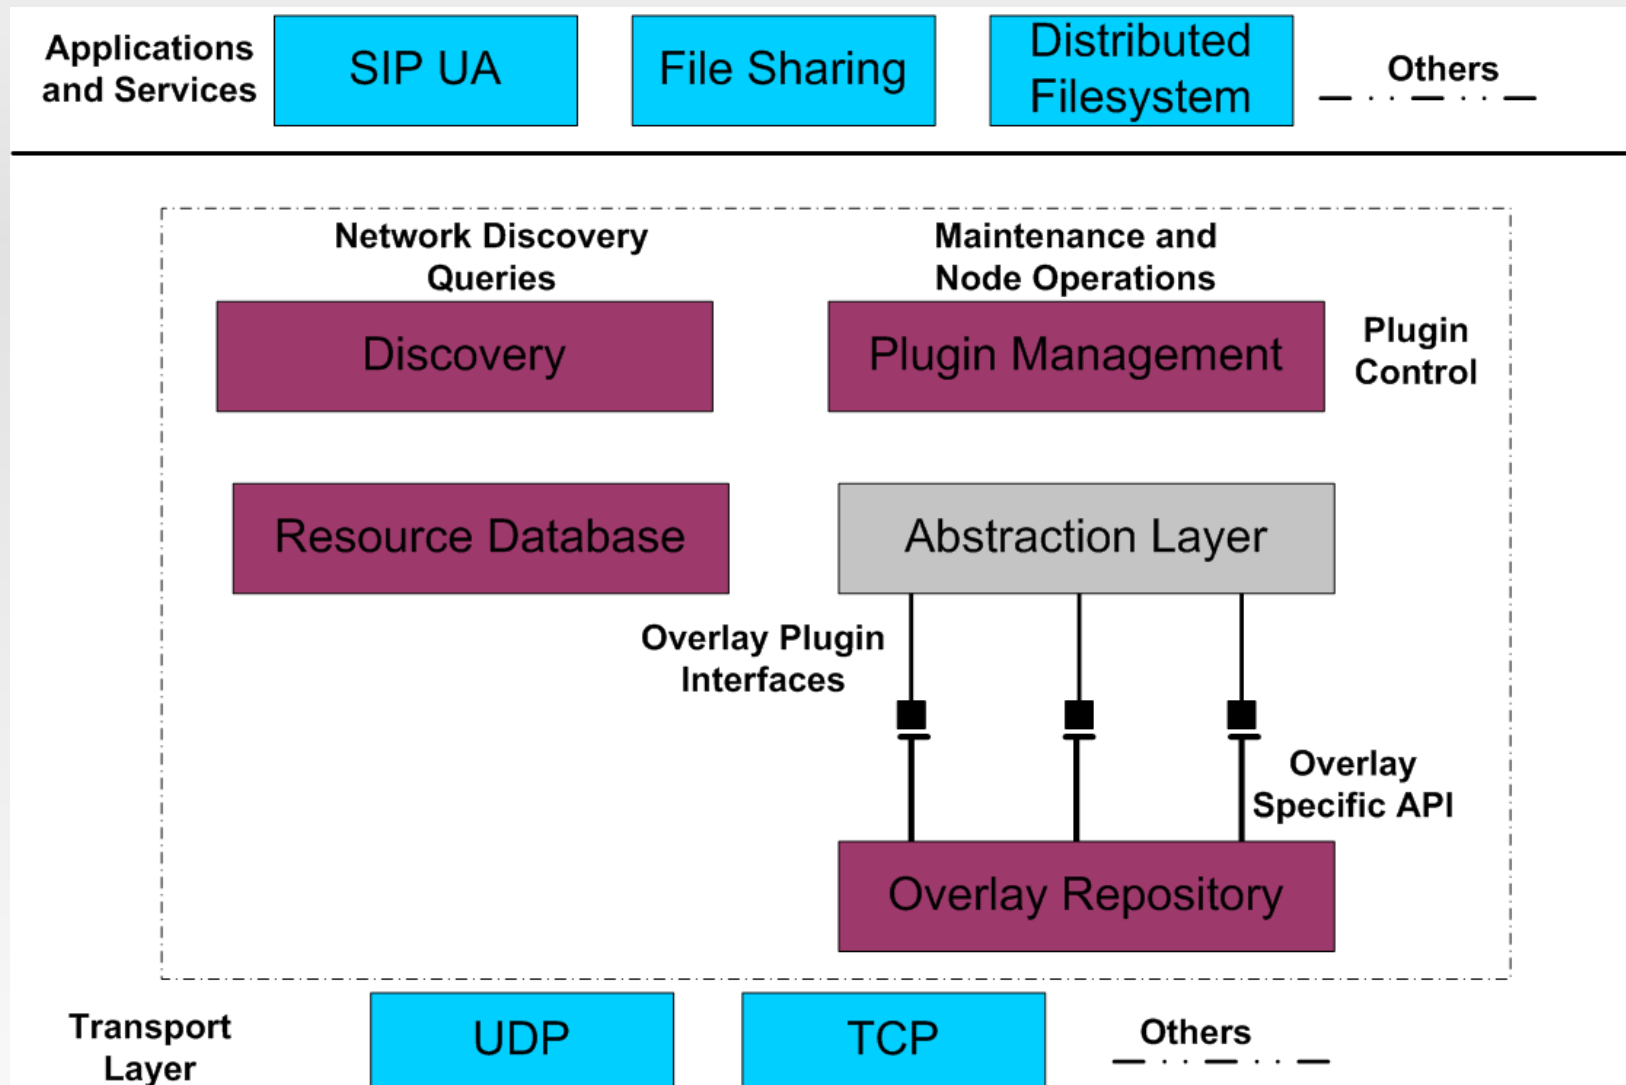 Applications
and Services
SIP UA
File Sharing
Distributed
Filesystem
Others
Network Discovery
Queries
Maintenance and
Node Operations
Discovery
Plugin Management
Plugin
Control
Resource Database
Abstraction Layer
Overlay Plugin
Interfaces
Overlay
Specific API
Overlay Repository
Transport
Layer
UDP
TCP
Others